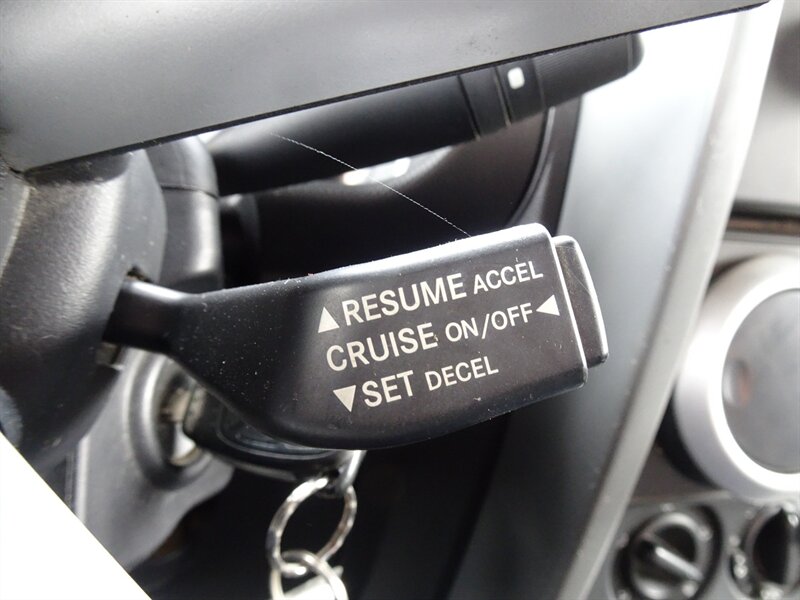 ▲RESUME ACCEL
CRUISE ON/OFF◀
▼SET DECEL